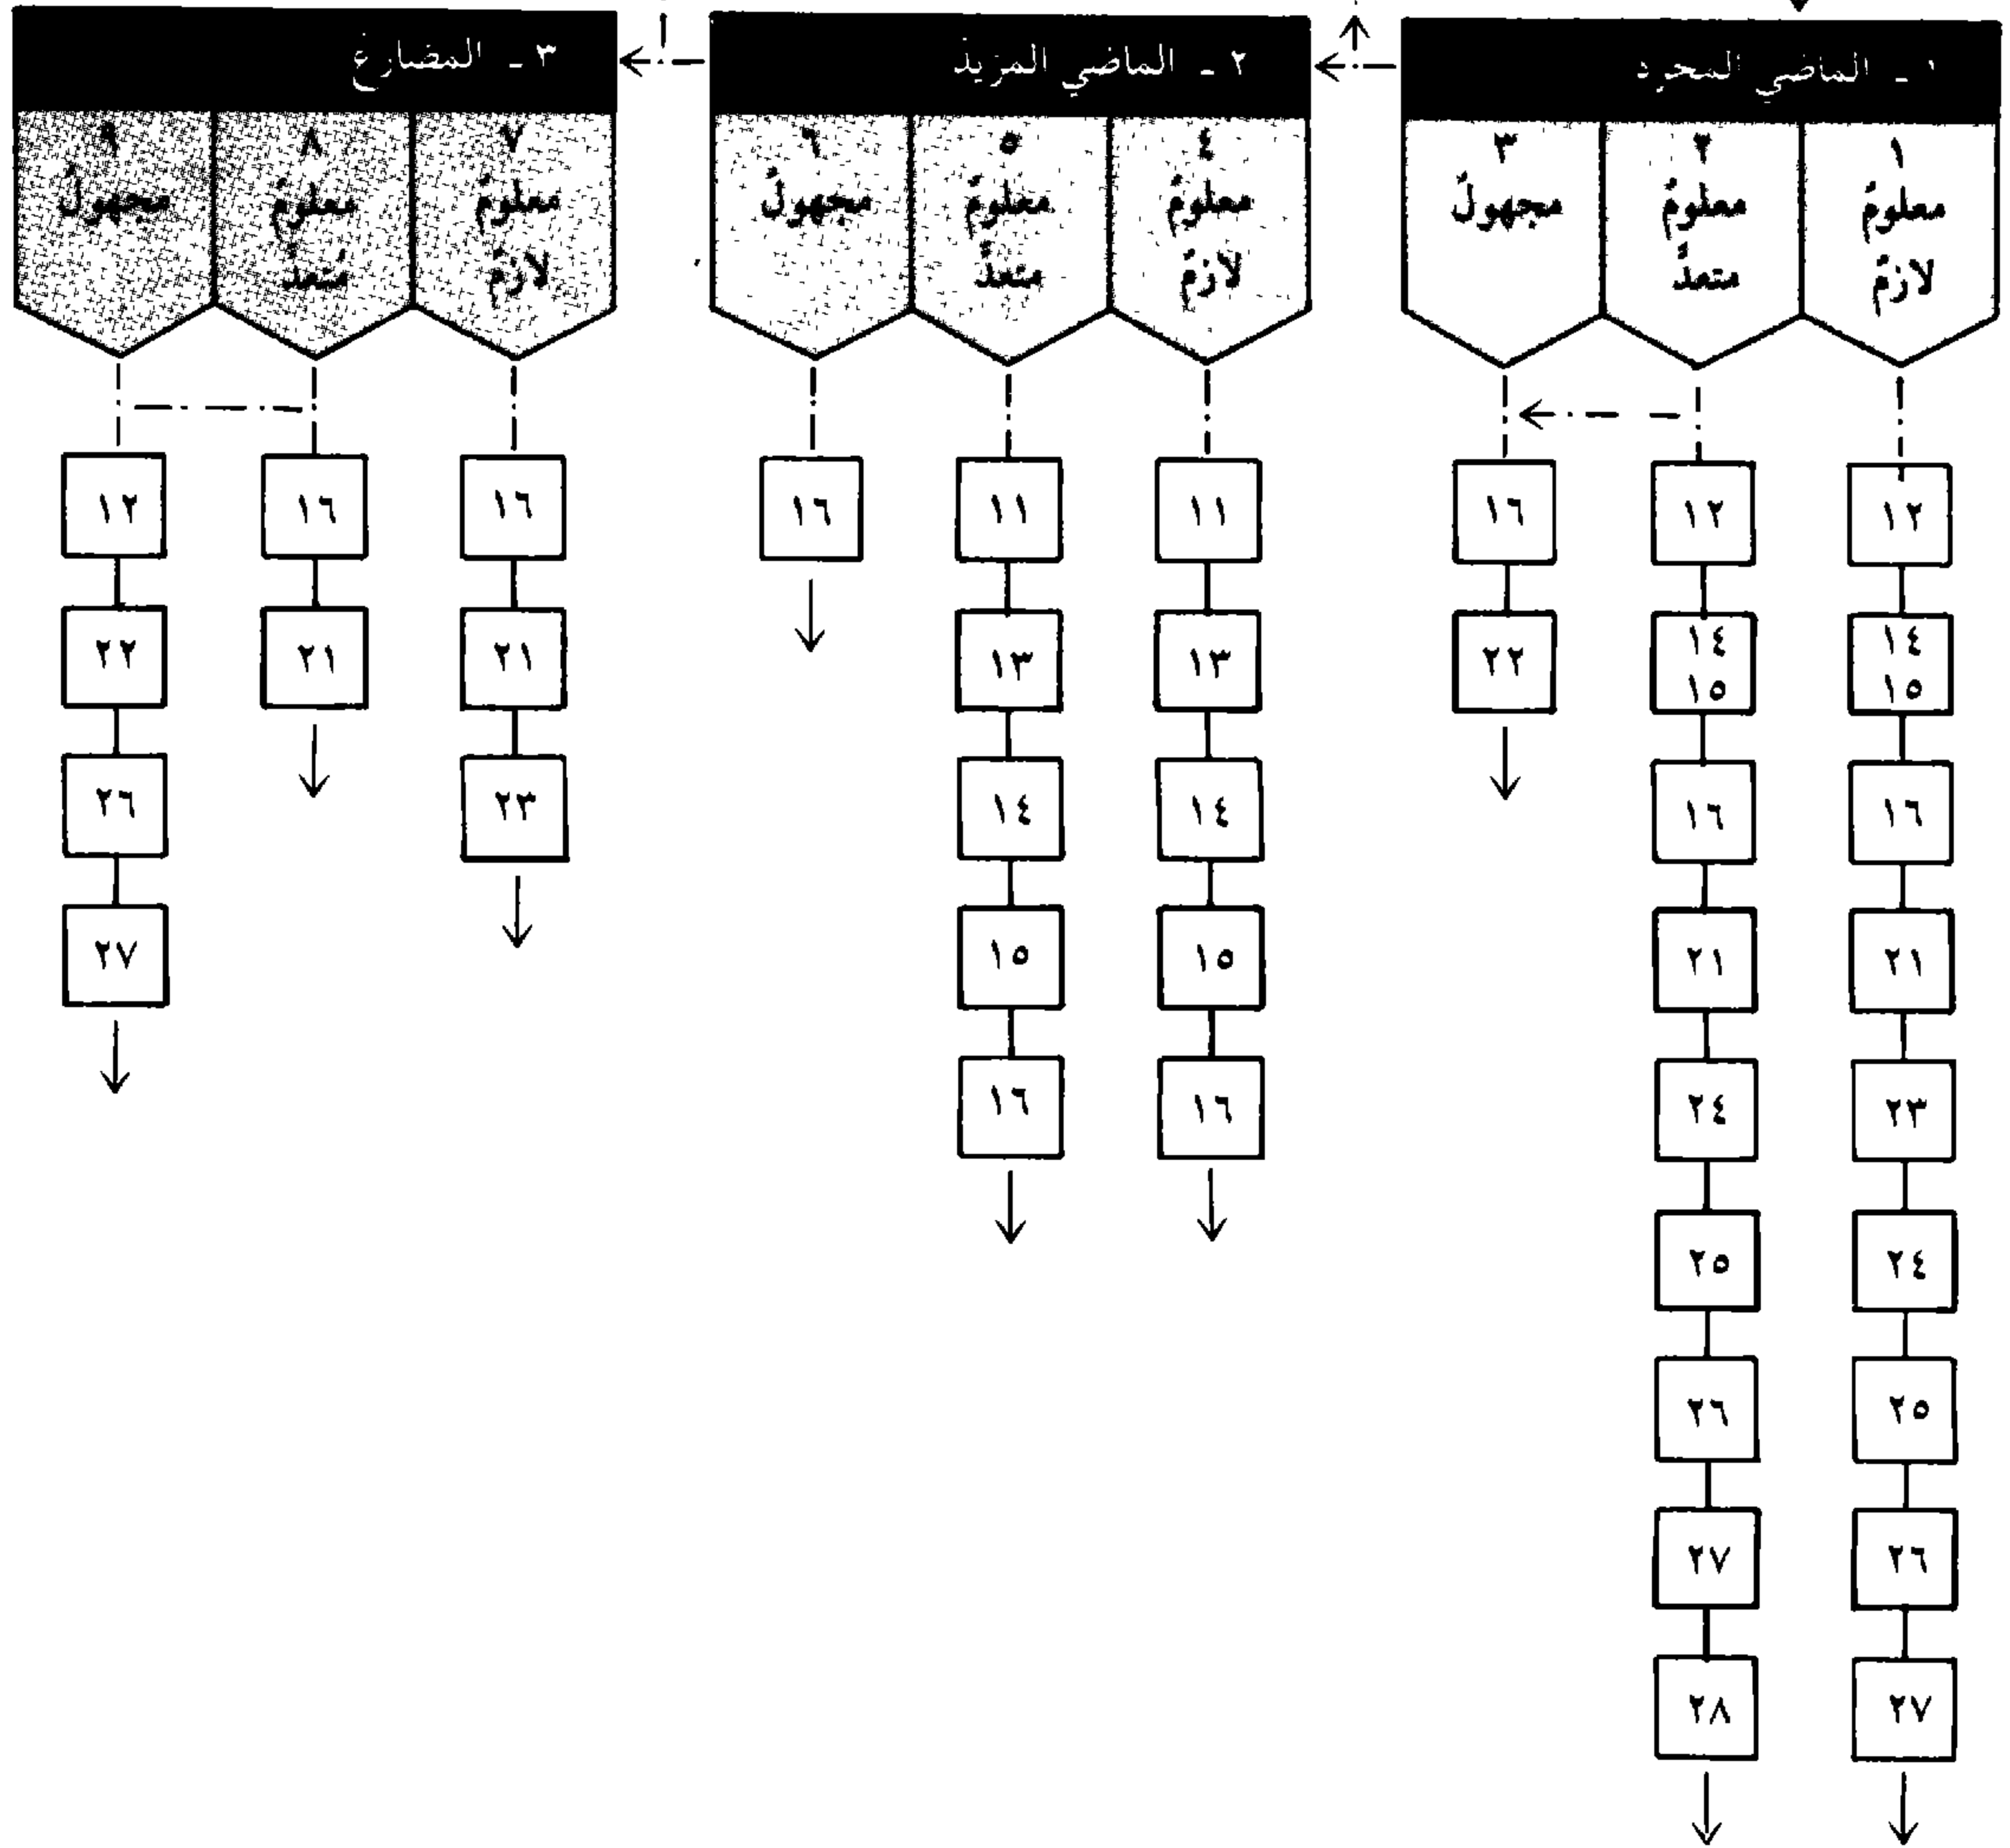 ١ - الماضي المجرد
١
معلومٌ
لازمٌ
١٢
١٤
١٥
١٦
٢١
٢٣
٢٤
٢٥
٢٦
٢٧
٢
معلومٌ
متعدٍّ
١٢
١٤
١٥
١٦
٢١
٢٤
٢٥
٢٦
٢٧
٢٨
٣
مجهولٌ
١٦
٢٢
٢ - الماضي المزيدُ
٤
معلومٌ
لازمٌ
١١
١٣
١٤
١٥
١٦
٥
معلومٌ
متعدٍّ
١١
١٣
١٤
١٥
١٦
٦
مجهولٌ
١٦
٣ - المضارعُ
٧
معلومٌ
لازمٌ
١٦
٢١
٢٣
٨
معلومٌ
مُتعدٍّ
١٦
٢١
٩
مجهولٌ
١٢
٢٢
٢٦
٢٧